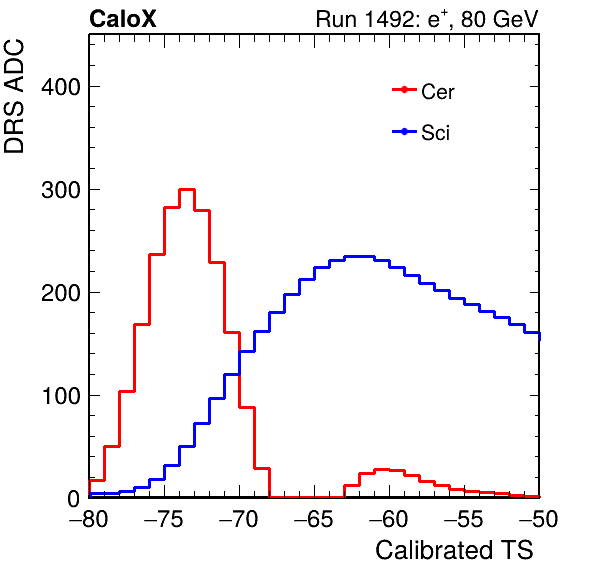 CaloX Run 1492: e⁺, 80 GeV
DRS ADC
400
300
200
100
0
Cer
Sci
−80 −75 −70 −65 −60 −55 −50
Calibrated TS